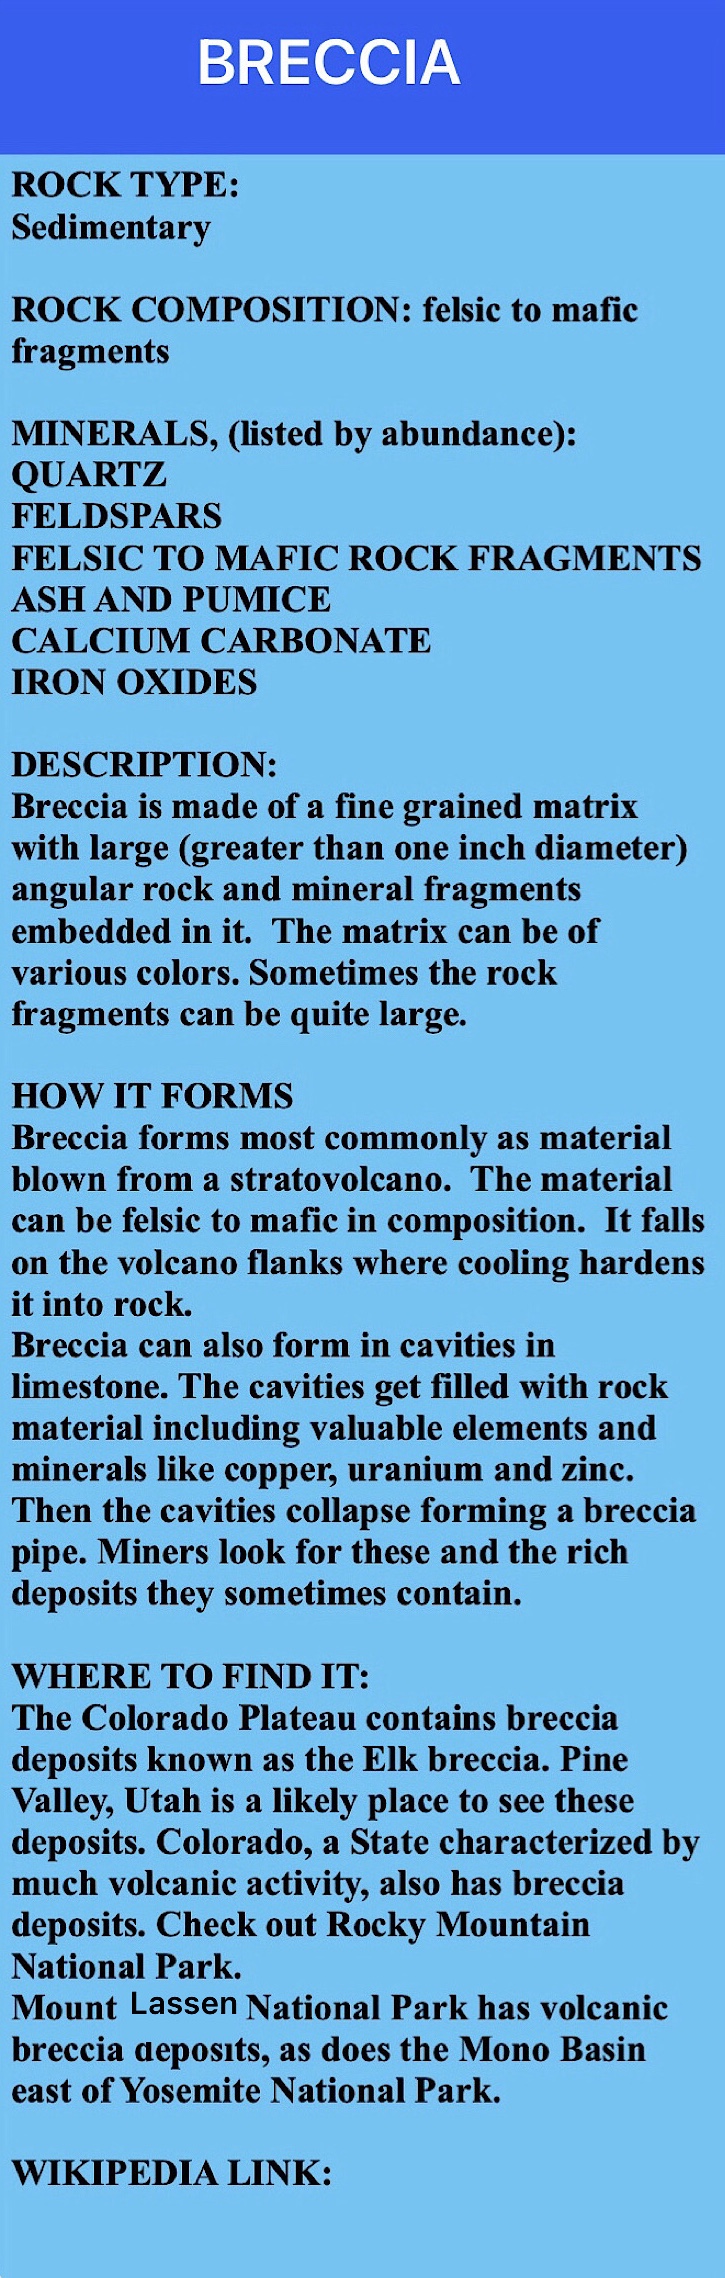 BRECCIA
ROCK TYPE:
Sedimentary
ROCK COMPOSITION: felsic to mafic
fragments
MINERALS, (listed by abundance):
QUARTZ
FELDSPARS
FELSIC TO MAFIC ROCK FRAGMENTS
ASH AND PUMICE
CALCIUM CARBONATE
IRON OXIDES
DESCRIPTION:
Breccia is made of a fine grained matrix
with large (greater than one inch diameter)
angular rock and mineral fragments
embedded in it.  The matrix can be of
various colors. Sometimes the rock
fragments can be quite large.
HOW IT FORMS
Breccia forms most commonly as material
blown from a stratovolcano.  The material
can be felsic to mafic in composition.  It falls
on the volcano flanks where cooling hardens
it into rock.
Breccia can also form in cavities in
limestone. The cavities get filled with rock
material including valuable elements and
minerals like copper, uranium and zinc.
Then the cavities collapse forming a breccia
pipe. Miners look for these and the rich
deposits they sometimes contain.
WHERE TO FIND IT:
The Colorado Plateau contains breccia
deposits known as the Elk breccia. Pine
Valley, Utah is a likely place to see these
deposits. Colorado, a State characterized by
much volcanic activity, also has breccia
deposits. Check out Rocky Mountain
National Park.
Mount Lassen National Park has volcanic
breccia deposits, as does the Mono Basin
east of Yosemite National Park.
WIKIPEDIA LINK: